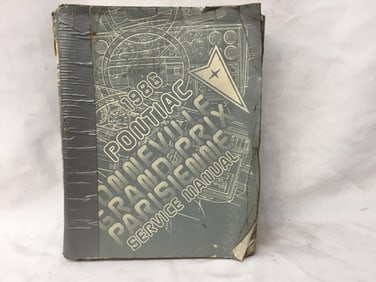 1986
PONTIAC
BONNEVILLE
GRAND-PRIX
PARISIENNE
SERVICE MANUAL